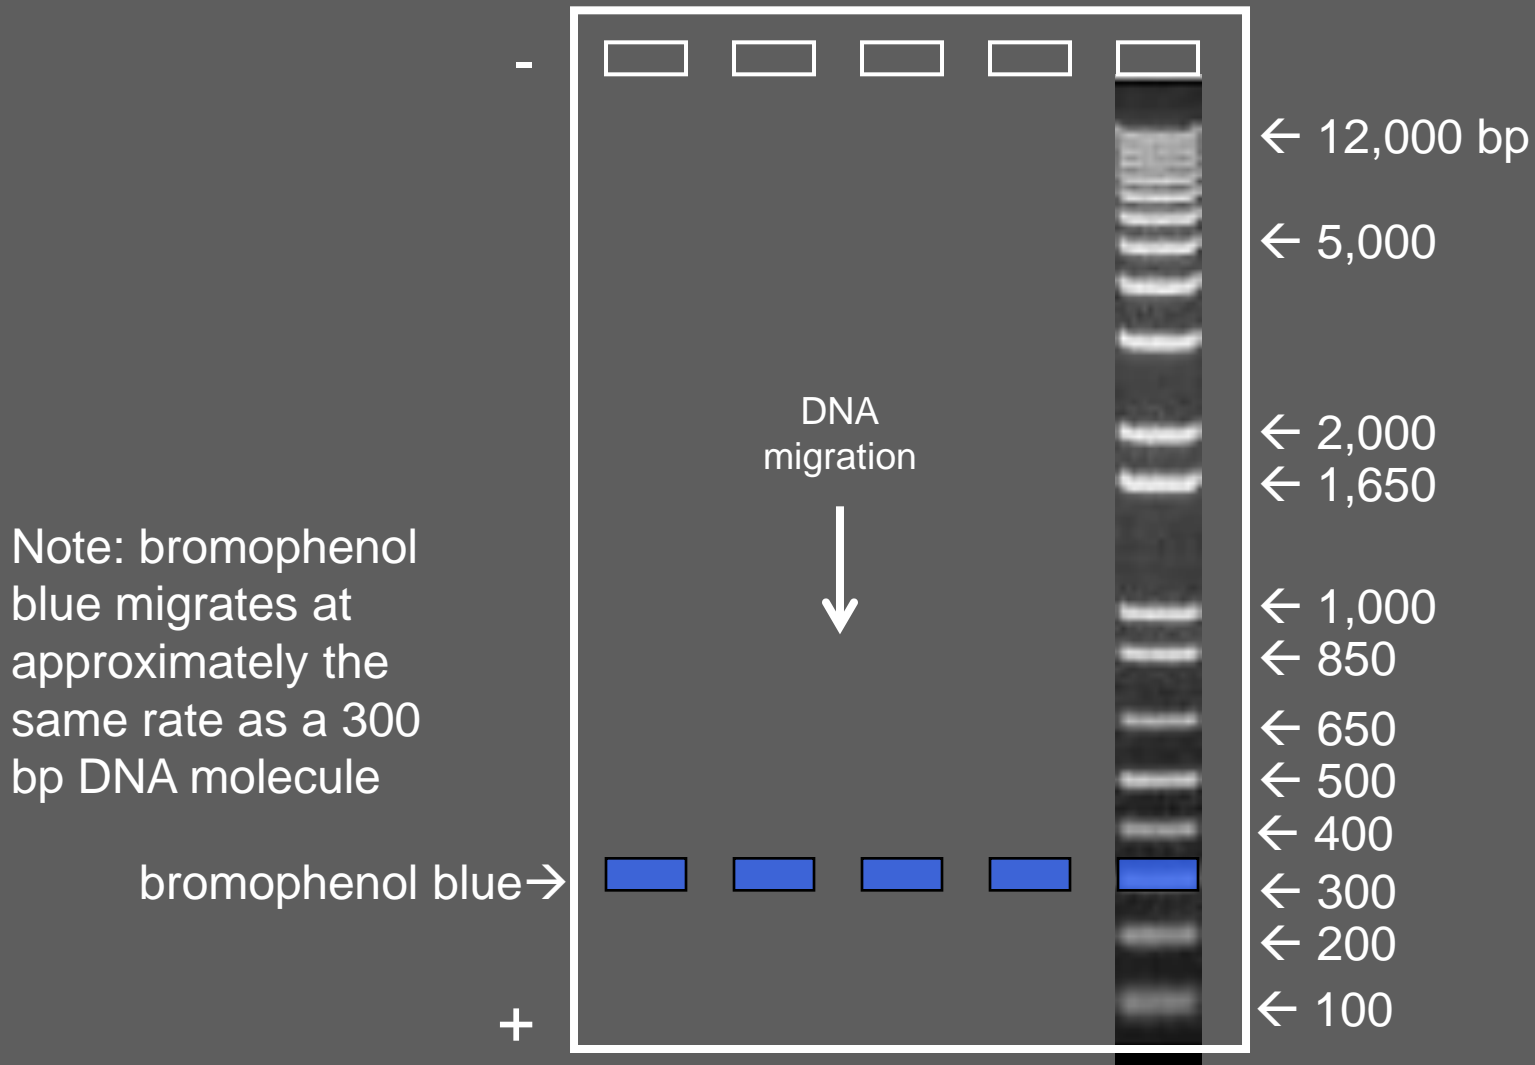 -
← 12,000 bp
← 5,000
DNA
migration
← 2,000
← 1,650
Note: bromophenol
blue migrates at
approximately the
same rate as a 300
bp DNA molecule
← 1,000
← 850
← 650
← 500
← 400
bromophenol blue→
← 300
← 200
← 100
+